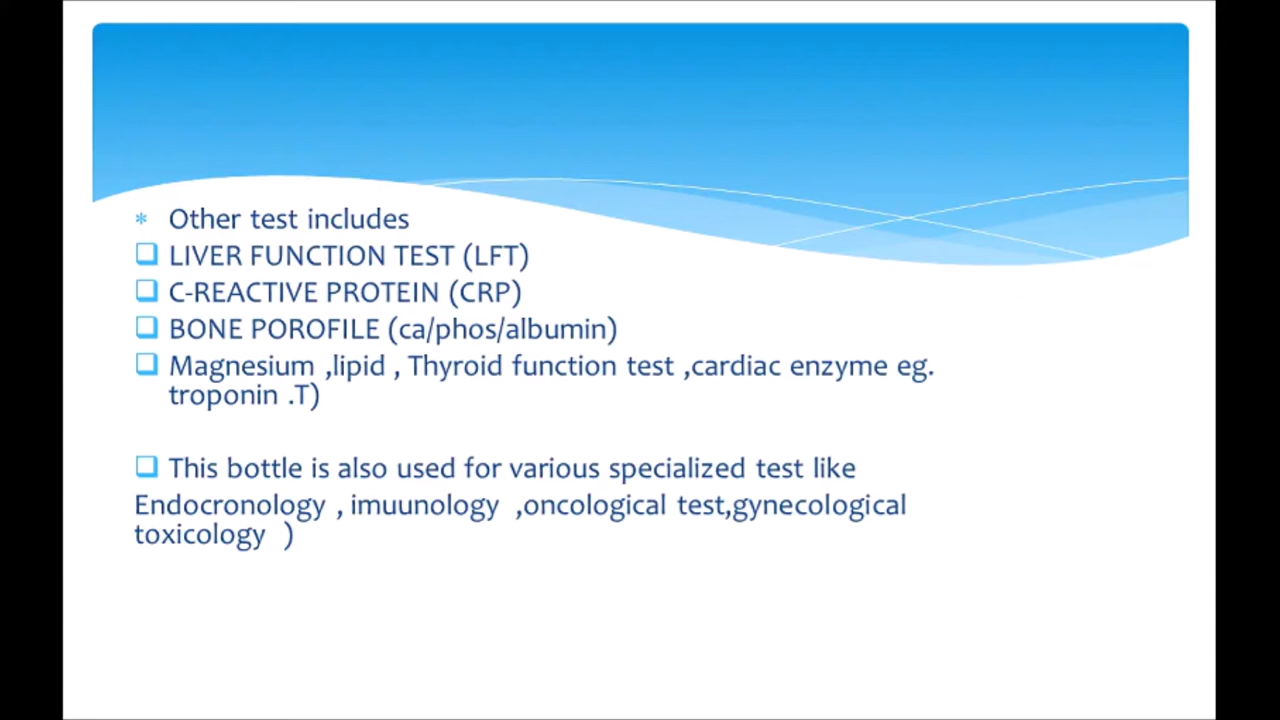 * Other test includes
❑ LIVER FUNCTION TEST (LFT)
❑ C-REACTIVE PROTEIN (CRP)
❑ BONE POROFILE (ca/phos/albumin)
❑ Magnesium ,lipid , Thyroid function test ,cardiac enzyme eg.
troponin .T)
❑ This bottle is also used for various specialized test like
Endocronology , imuunology ,oncological test,gynecological
toxicology )